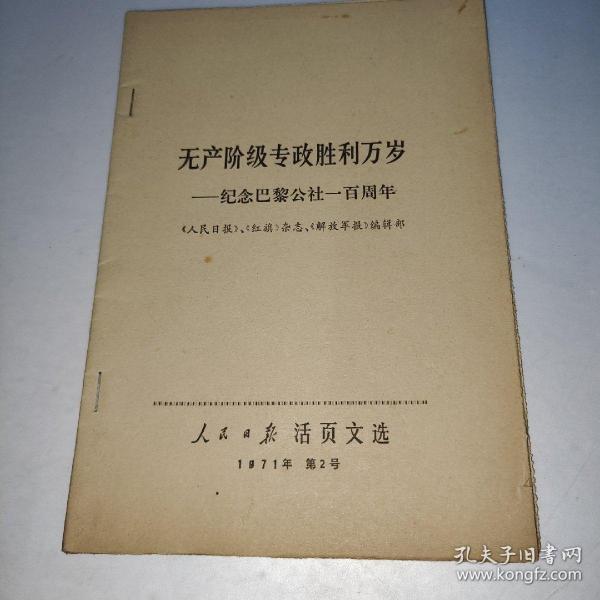 无产阶级专政胜利万岁
——纪念巴黎公社一百周年
《人民日报》、《红旗》杂志、《解放军报》编辑部
人民日报 活页文选
1971年 第2号
孔夫子旧书网
www.kongfz.com